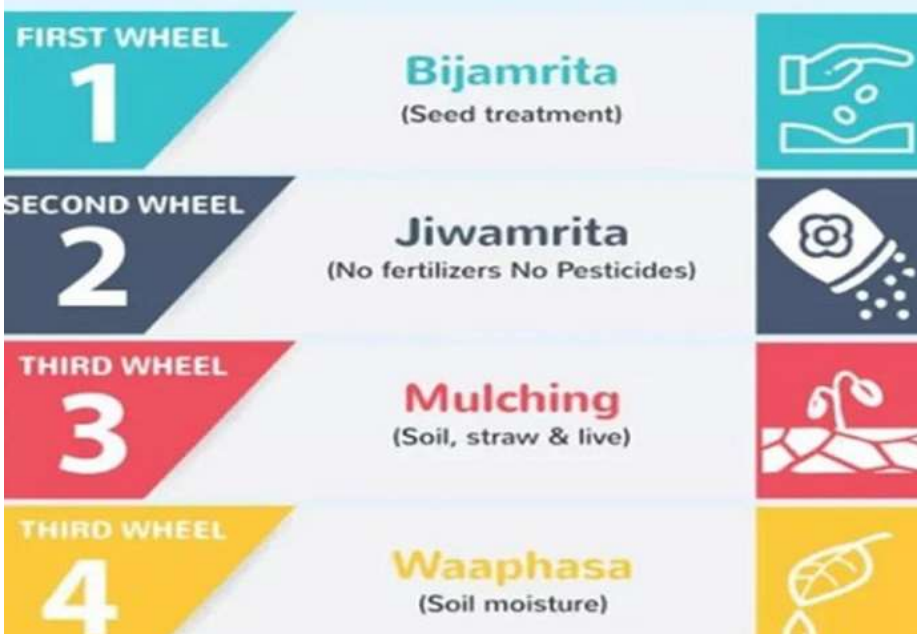 FIRST WHEEL
1
Bijamrita
(Seed treatment)
SECOND WHEEL
2
Jiwamrita
(No fertilizers No Pesticides)
THIRD WHEEL
3
Mulching
(Soil, straw & live)
THIRD WHEEL
4
Waaphasa
(Soil moisture)